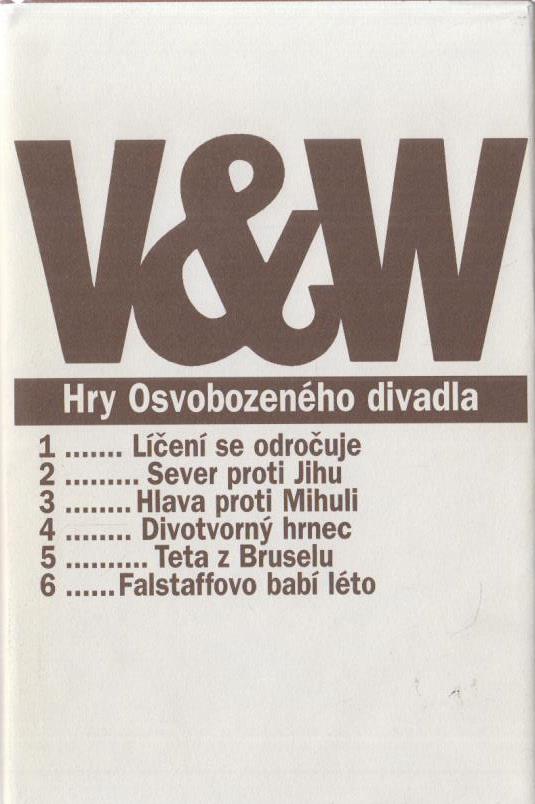 V&W
Hry Osvobozeného divadla
1 ....... Líčení se odročuje
2 ......... Sever proti Jihu
3 ........ Hlava proti Mihuli
4 ........ Divotvorný hrnec
5 .......... Teta z Bruselu
6 ...... Falstaffovo babí léto